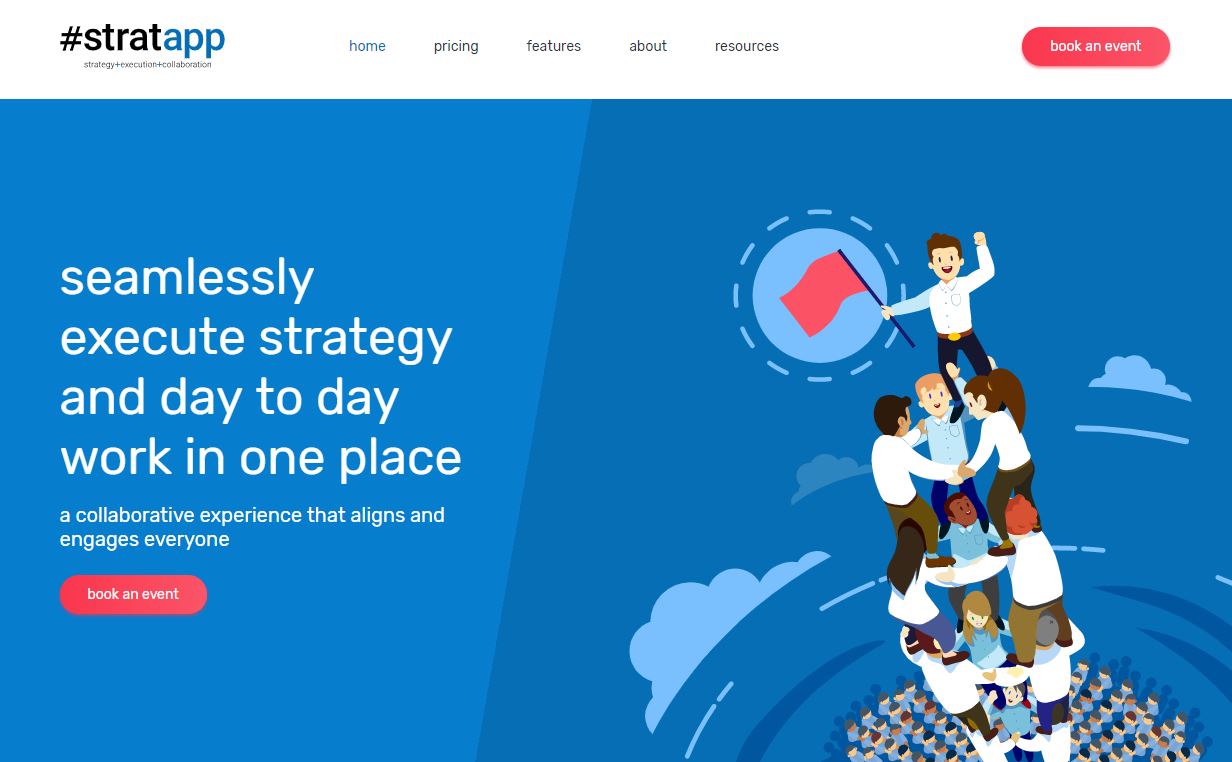 #stratapp
strategy+execution+collaboration
home
pricing
features
about
resources
book an event
seamlessly
execute strategy
and day to day
work in one place
a collaborative experience that aligns and
engages everyone
book an event